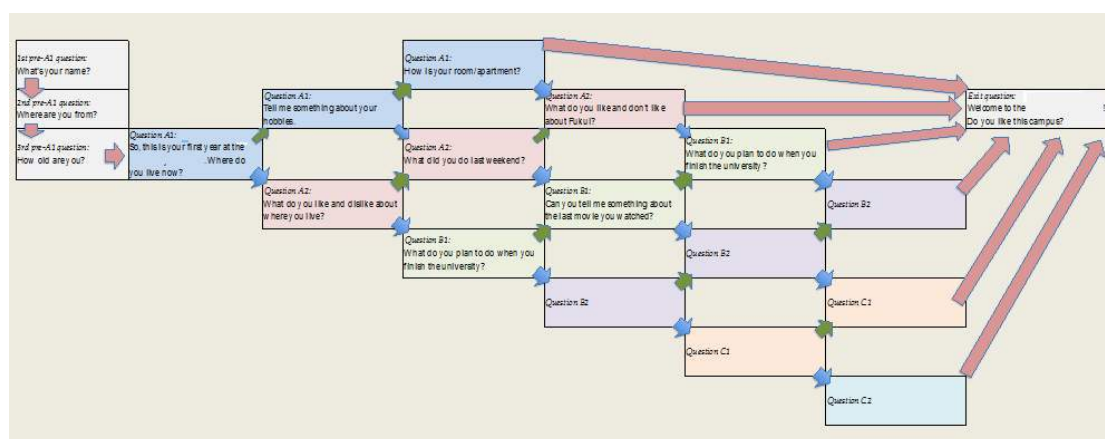 1st pre-A1 question:
What's your name?
2nd pre-A1 question:
Where are you from?
3rd pre-A1 question:
How old are you?
Question A1:
So, this is your first year at the
. Where do
you live now?
Question A1:
Tell me something about your
hobbies.
Question A2:
What do you like and dislike about
where you live?
Question A1:
How is your room/apartment?
Question A2:
What did you do last weekend?
Question B1:
What do you plan to do when you
finish the university?
Question A2:
What do you like and don't like
about Fukui?
Question B1:
Can you tell me something about
the last movie you watched?
Question B2
Question B1:
What do you plan to do when you
finish the university?
Question B2
Question C1
Question B2
Question C1
Question C2
Exit question:
Welcome to the !
Do you like this campus?